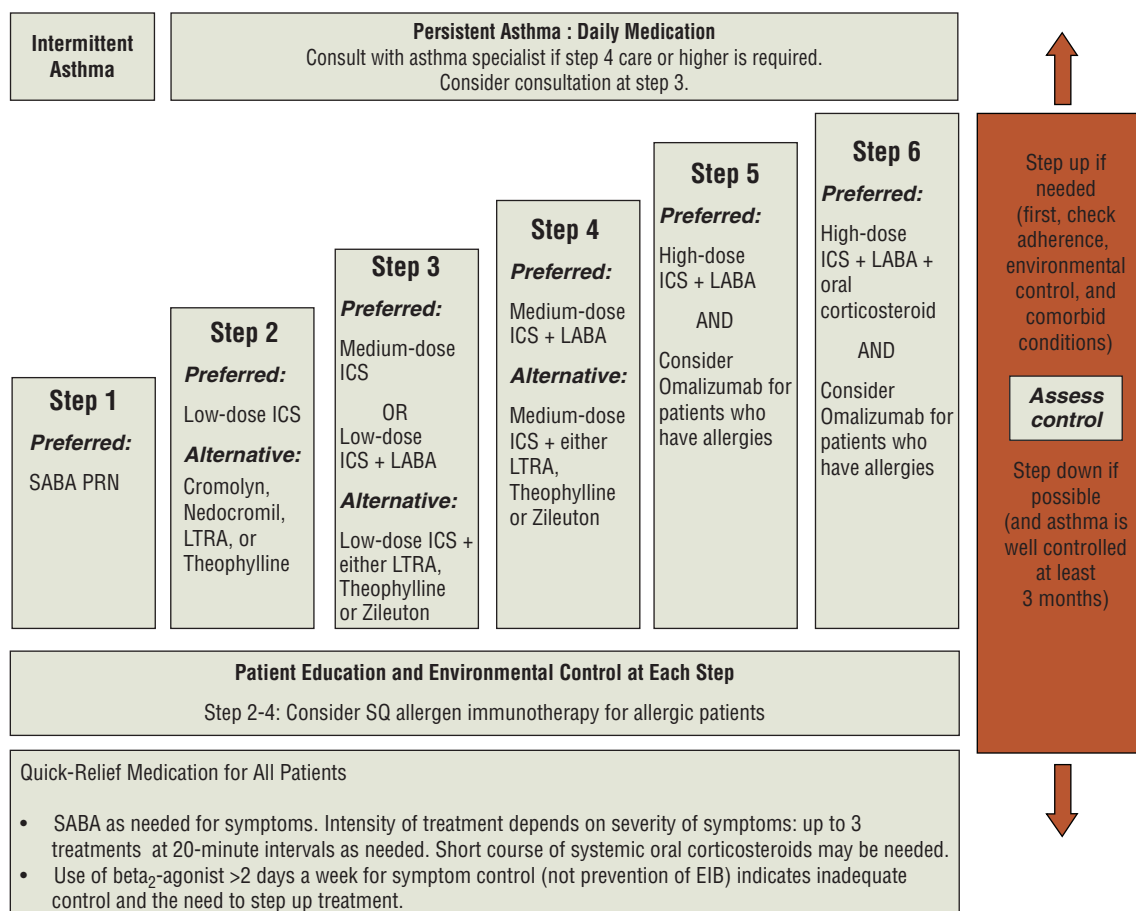 Intermittent
Asthma
Persistent Asthma : Daily Medication
Consult with asthma specialist if step 4 care or higher is required.
Consider consultation at step 3.
Step 1
Preferred:
SABA PRN
Step 2
Preferred:
Low-dose ICS
Alternative:
Cromolyn,
Nedocromil,
LTRA, or
Theophylline
Step 3
Preferred:
Medium-dose
ICS
OR
Low-dose
ICS + LABA
Alternative:
Low-dose ICS +
either LTRA,
Theophylline
or Zileuton
Step 4
Preferred:
Medium-dose
ICS + LABA
Alternative:
Medium-dose
ICS + either
LTRA,
Theophylline
or Zileuton
Step 5
Preferred:
High-dose
ICS + LABA
AND
Consider
Omalizumab for
patients who
have allergies
Step 6
Preferred:
High-dose
ICS + LABA +
oral
corticosteroid
AND
Consider
Omalizumab for
patients who
have allergies
Step up if
needed
(first, check
adherence,
environmental
control, and
comorbid
conditions)
Assess
control
Step down if
possible
(and asthma is
well controlled
at least
3 months)
Patient Education and Environmental Control at Each Step
Step 2-4: Consider SQ allergen immunotherapy for allergic patients
Quick-Relief Medication for All Patients
• SABA as needed for symptoms. Intensity of treatment depends on severity of symptoms: up to 3
treatments at 20-minute intervals as needed. Short course of systemic oral corticosteroids may be needed.
• Use of beta₂-agonist >2 days a week for symptom control (not prevention of EIB) indicates inadequate
control and the need to step up treatment.